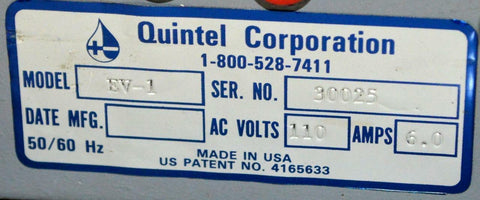 Quintel Corporation
1-800-528-7411
MODEL EV-1 SER. NO. 30025
DATE MFG. AC VOLTS 110 AMPS 6.0
50/60 Hz
MADE IN USA
US PATENT NO. 4165633